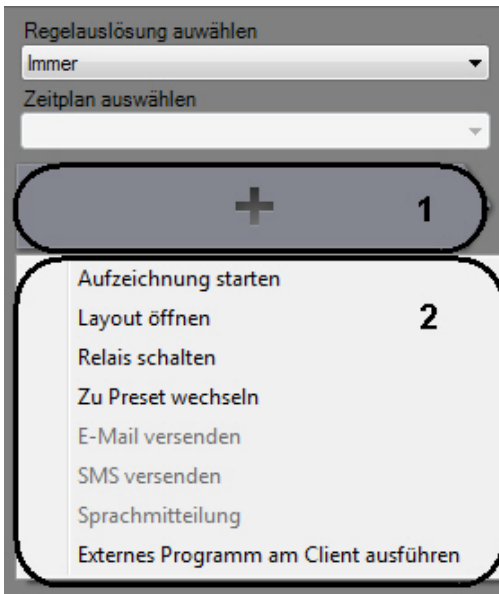 Regelauslösung auwählen
Immer
Zeitplan auswählen
1
Aufzeichnung starten
Layout öffnen
2
Relais schalten
Zu Preset wechseln
E-Mail versenden
SMS versenden
Sprachmitteilung
Externes Programm am Client ausführen